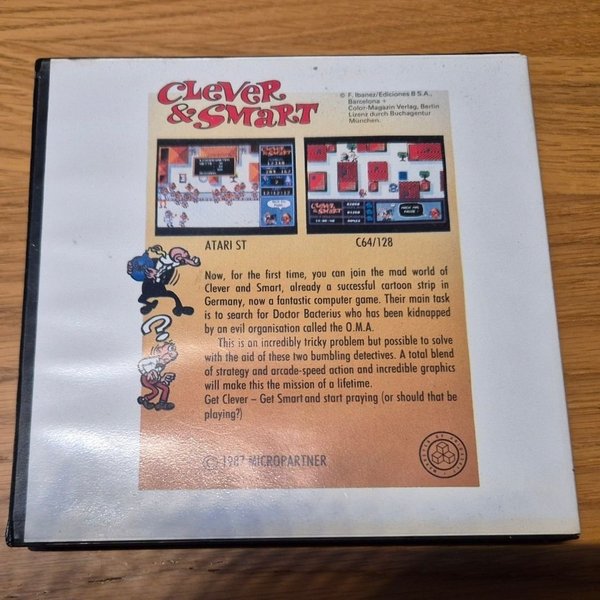 CLEVER
& SMART
© F. Ibanez/Ediciones B S.A.,
Barcelona +
Color-Magazin Verlag, Berlin
Lizenz durch Buchagentur
München.
ATARI ST
C64/128
Now, for the first time, you can join the mad world of
Clever and Smart, already a successful cartoon strip in
Germany, now a fantastic computer game. Their main task
is to search for Doctor Bacterius who has been kidnapped
by an evil organisation called the O.M.A.
This is an incredibly tricky problem but possible to solve
with the aid of these two bumbling detectives. A total blend
of strategy and arcade-speed action and incredible graphics
will make this the mission of a lifetime.
Get Clever – Get Smart and start praying (or should that be
playing?)
© 1987 MICROPARTNER